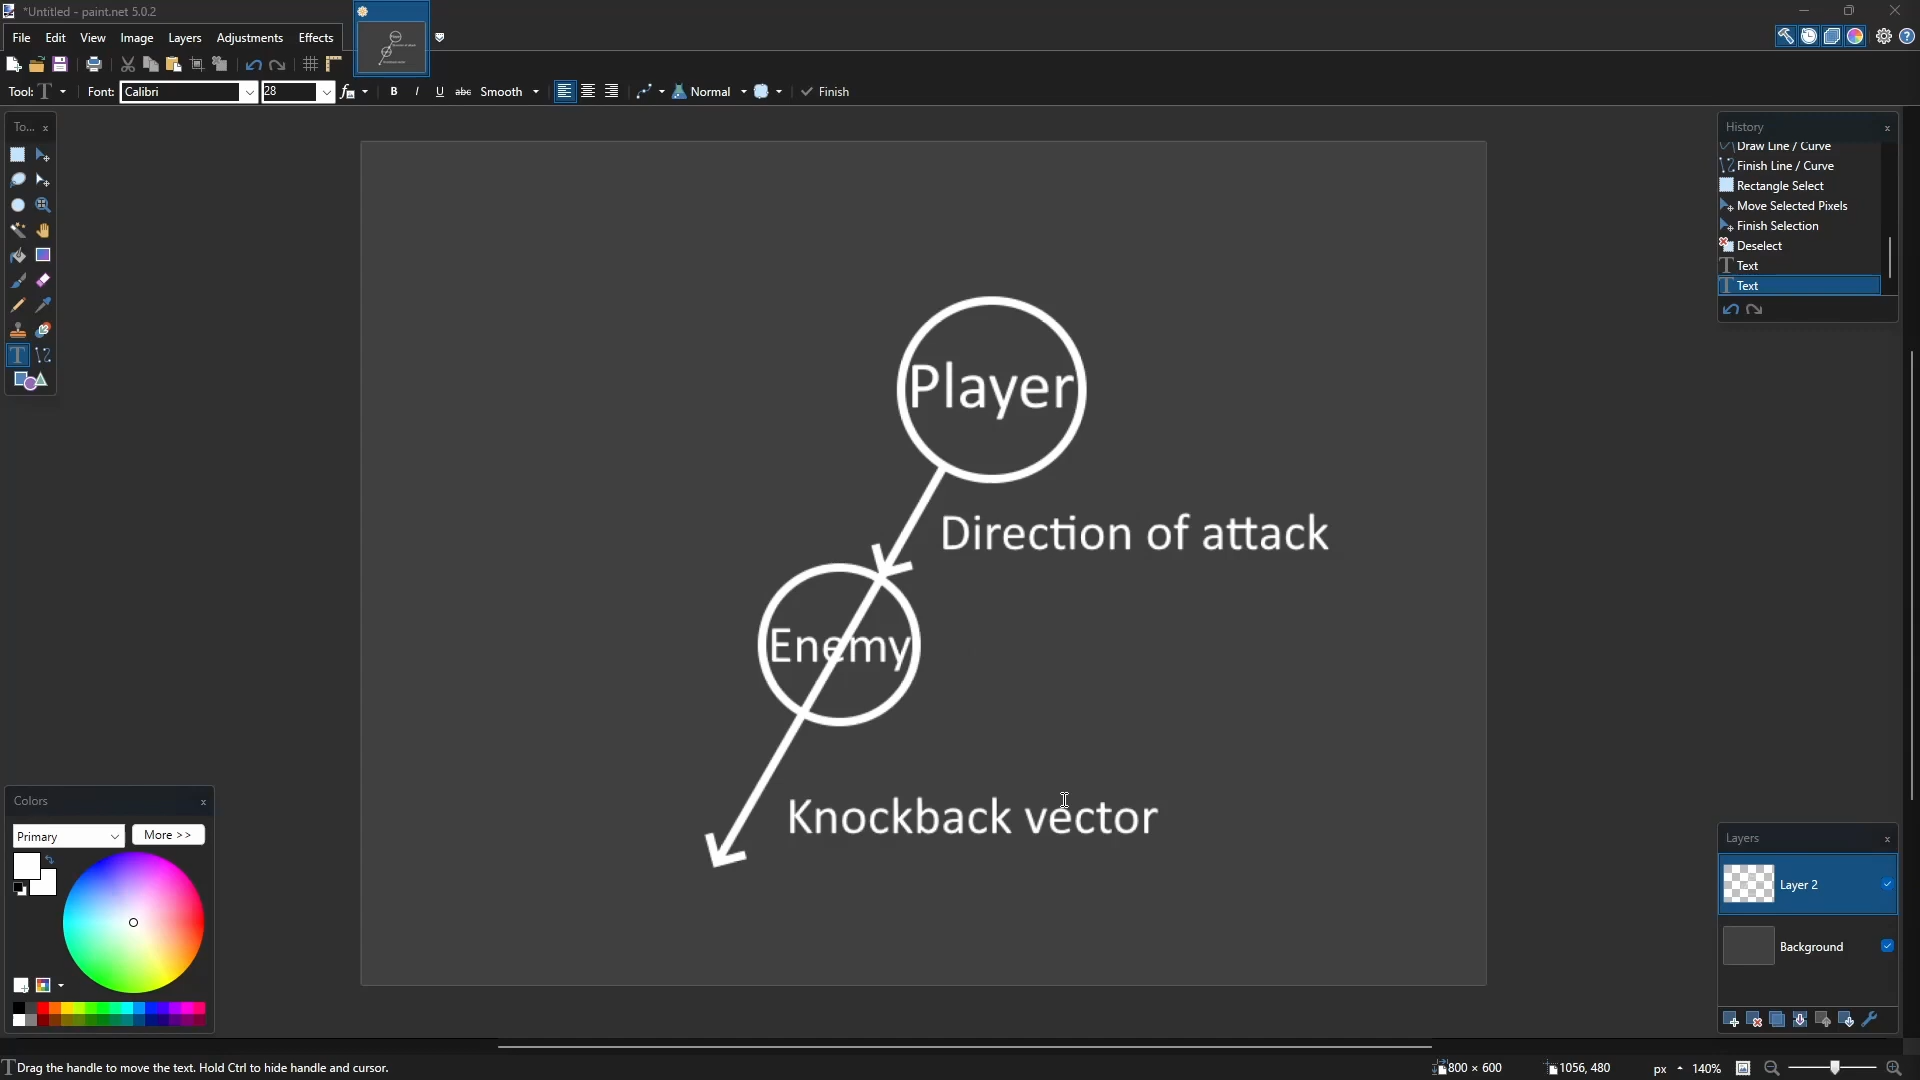 *Untitled - paint.net 5.0.2
File Edit View Image Layers Adjustments Effects
Tool: Font: Calibri 28 B I U abc Smooth Normal Finish
To...
History
Draw Line / Curve
Finish Line / Curve
Rectangle Select
Move Selected Pixels
Finish Selection
Deselect
Text
Text
Player
Direction of attack
Enemy
Knockback vector
Colors
Primary More >>
Layers
Layer 2
Background
Drag the handle to move the text. Hold Ctrl to hide handle and cursor.
800 × 600 1056, 480 px 140%